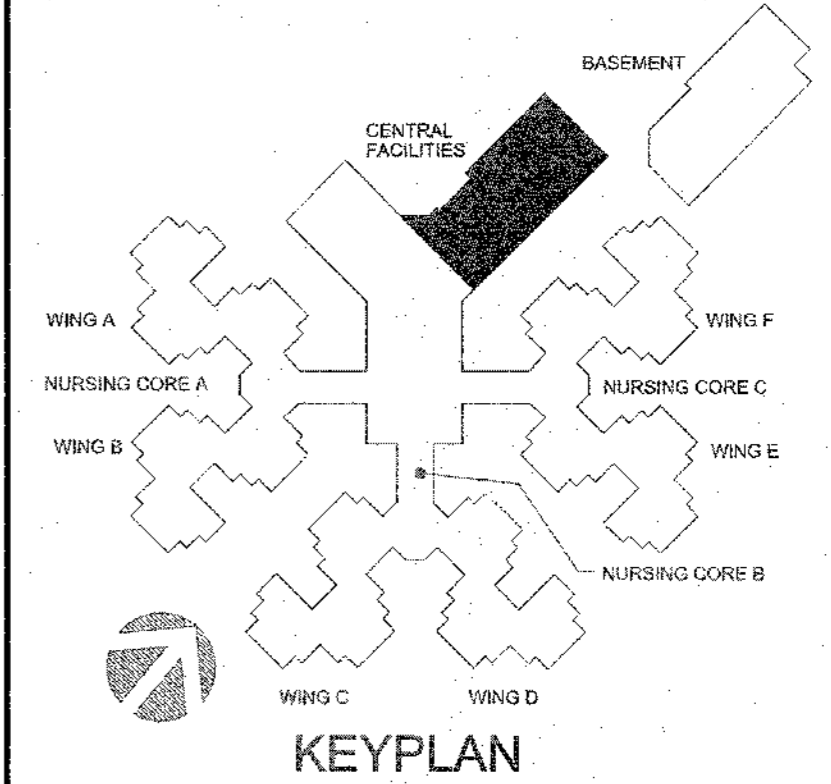 BASEMENT
CENTRAL
FACILITIES
WING A
WING F
NURSING CORE A
NURSING CORE C
WING B
WING E
NURSING CORE B
WING C
WING D
KEYPLAN